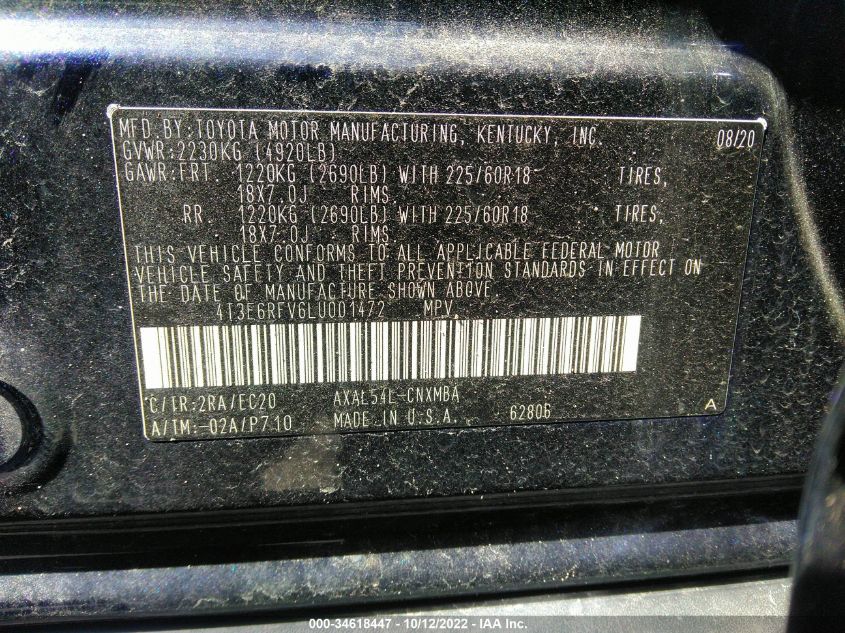 MFD. BY: TOYOTA MOTOR MANUFACTURING, KENTUCKY, INC. 08/20
GVWR:2230KG (4920LB)
GAWR:FRT 1220KG (2690LB) WITH 225/60R18 TIRES,
18X7.0J RIMS.
RR 1220KG (2690LB) WITH 225/60R18 TIRES,
18X7.0J RIMS.
THIS VEHICLE CONFORMS TO ALL APPLICABLE FEDERAL MOTOR
VEHICLE SAFETY AND THEFT PREVENTION STANDARDS IN EFFECT ON
THE DATE OF MANUFACTURE SHOWN ABOVE.
4T3E6RFV6LU001472 MPV
C/TR:2RA/EC20 AXAL54L-CNXMBA
A/TM:-02A/P710 MADE IN U.S.A. 62806 A
000-34618447 - 10/12/2022 - IAA Inc.